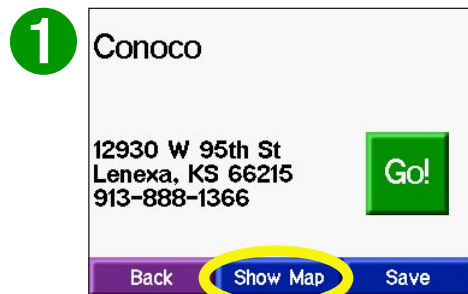 1
Conoco
12930 W 95th St
Lenexa, KS 66215
913-888-1366
Go!
Back Show Map Save